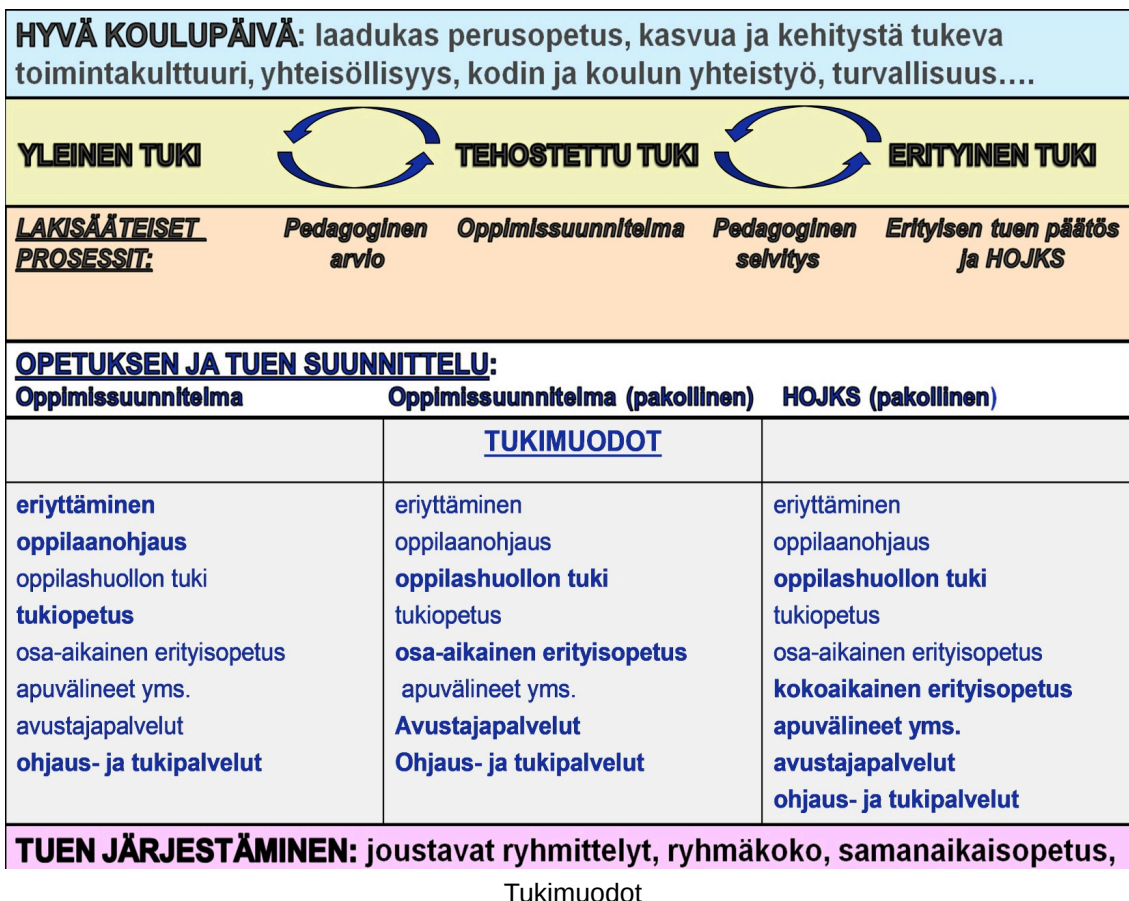 HYVÄ KOULUPÄIVÄ: laadukas perusopetus, kasvua ja kehitystä tukeva
toimintakulttuuri, yhteisöllisyys, kodin ja koulun yhteistyö, turvallisuus….
YLEINEN TUKI TEHOSTETTU TUKI ERITYINEN TUKI
LAKISÄÄTEISET Pedagoginen Oppimissuunnitelma Pedagoginen Erityisen tuen päätös
PROSESSIT: arvio selvitys ja HOJKS
OPETUKSEN JA TUEN SUUNNITTELU:
Oppimissuunnitelma Oppimissuunnitelma (pakollinen) HOJKS (pakollinen)
TUKIMUODOT
eriyttäminen eriyttäminen eriyttäminen
oppilaanohjaus oppilaanohjaus oppilaanohjaus
oppilashuollon tuki oppilashuollon tuki oppilashuollon tuki
tukiopetus tukiopetus tukiopetus
osa-aikainen erityisopetus osa-aikainen erityisopetus osa-aikainen erityisopetus
apuvälineet yms. apuvälineet yms. kokoaikainen erityisopetus
avustajapalvelut Avustajapalvelut apuvälineet yms.
ohjaus- ja tukipalvelut Ohjaus- ja tukipalvelut avustajapalvelut
ohjaus- ja tukipalvelut
TUEN JÄRJESTÄMINEN: joustavat ryhmittelyt, ryhmäkoko, samanaikaisopetus,
Tukimuodot